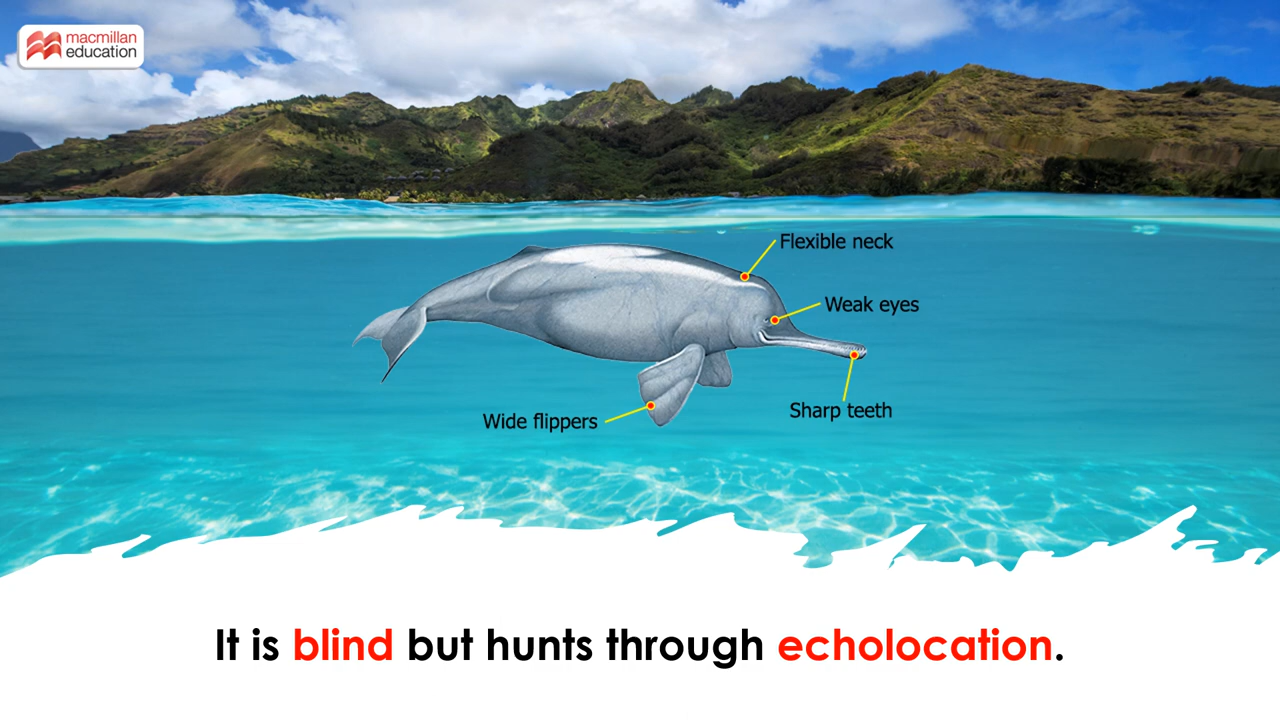 macmillan
education
Flexible neck
Weak eyes
Sharp teeth
Wide flippers
It is blind but hunts through echolocation.